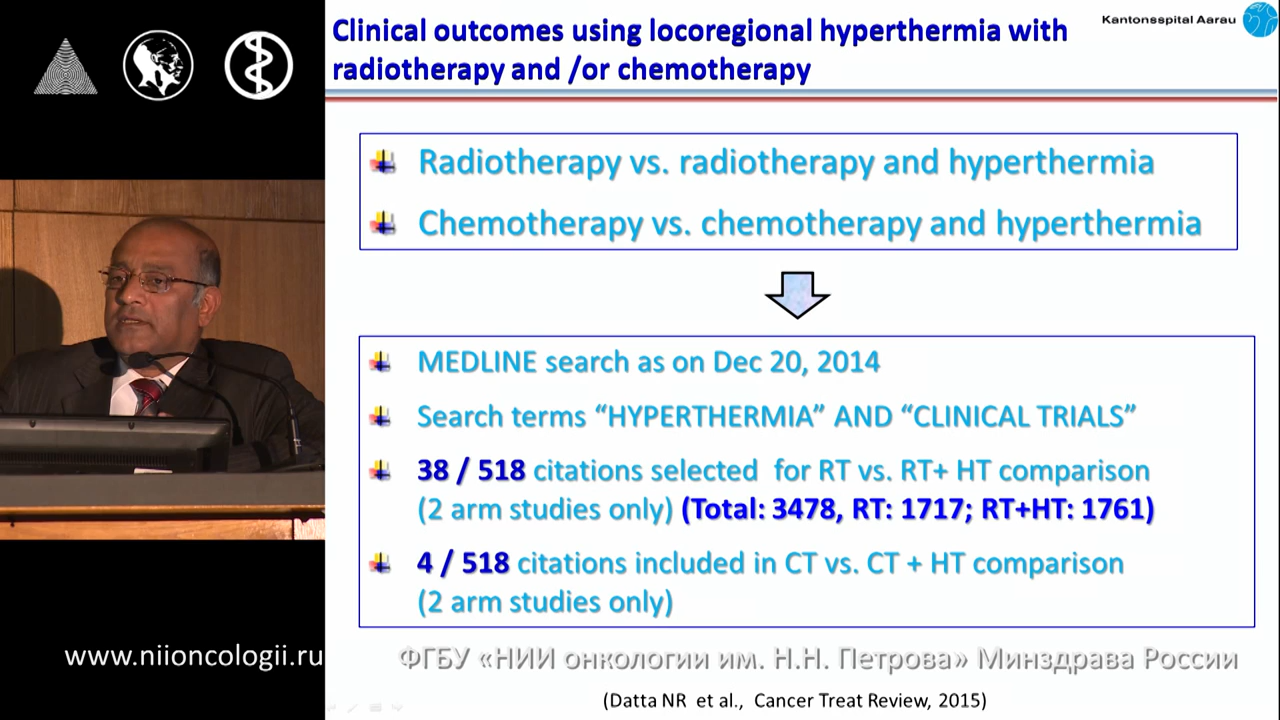 Clinical outcomes using locoregional hyperthermia with
radiotherapy and /or chemotherapy
Kantonsspital Aarau
Radiotherapy vs. radiotherapy and hyperthermia
Chemotherapy vs. chemotherapy and hyperthermia
MEDLINE search as on Dec 20, 2014
Search terms “HYPERTHERMIA” AND “CLINICAL TRIALS”
38 / 518 citations selected for RT vs. RT+ HT comparison
(2 arm studies only) (Total: 3478, RT: 1717; RT+HT: 1761)
4 / 518 citations included in CT vs. CT + HT comparison
(2 arm studies only)
www.niioncologii.ru
ФГБУ «НИИ онкологии им. Н.Н. Петрова» Минздрава России
(Datta NR et al., Cancer Treat Review, 2015)